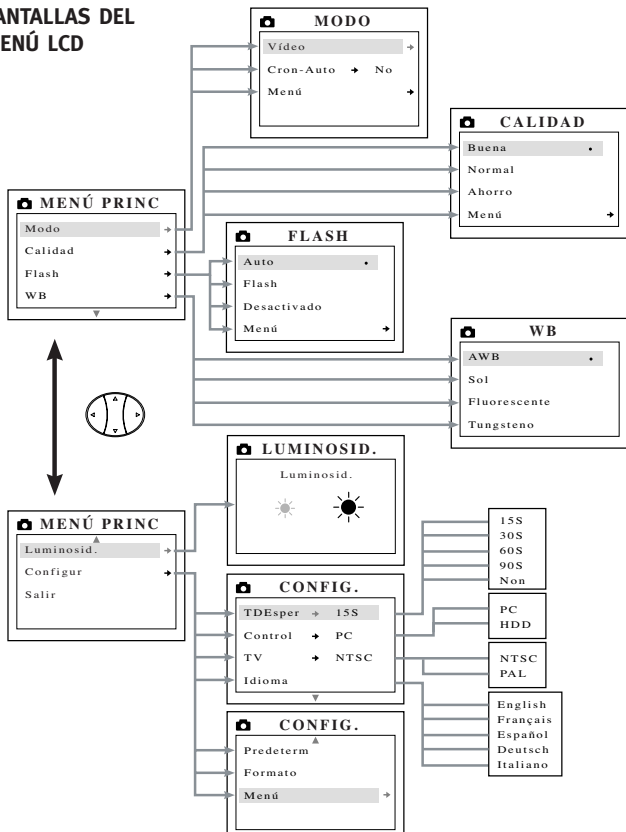 ANTALLAS DEL
ENÚ LCD
MODO
Vídeo
Cron-Auto → No
Menú
CALIDAD
Buena
Normal
Ahorro
Menú
MENÚ PRINC
Modo
Calidad
Flash
WB
FLASH
Auto
Flash
Desactivado
Menú
WB
AWB
Sol
Fluorescente
Tungsteno
LUMINOSID.
Luminosid.
MENÚ PRINC
Luminosid.
Configur
Salir
CONFIG.
TDEsper → 15S
Control → PC
TV → NTSC
Idioma
15S
30S
60S
90S
Non
PC
HDD
NTSC
PAL
English
Français
Español
Deutsch
Italiano
CONFIG.
Predeterm
Formato
Menú